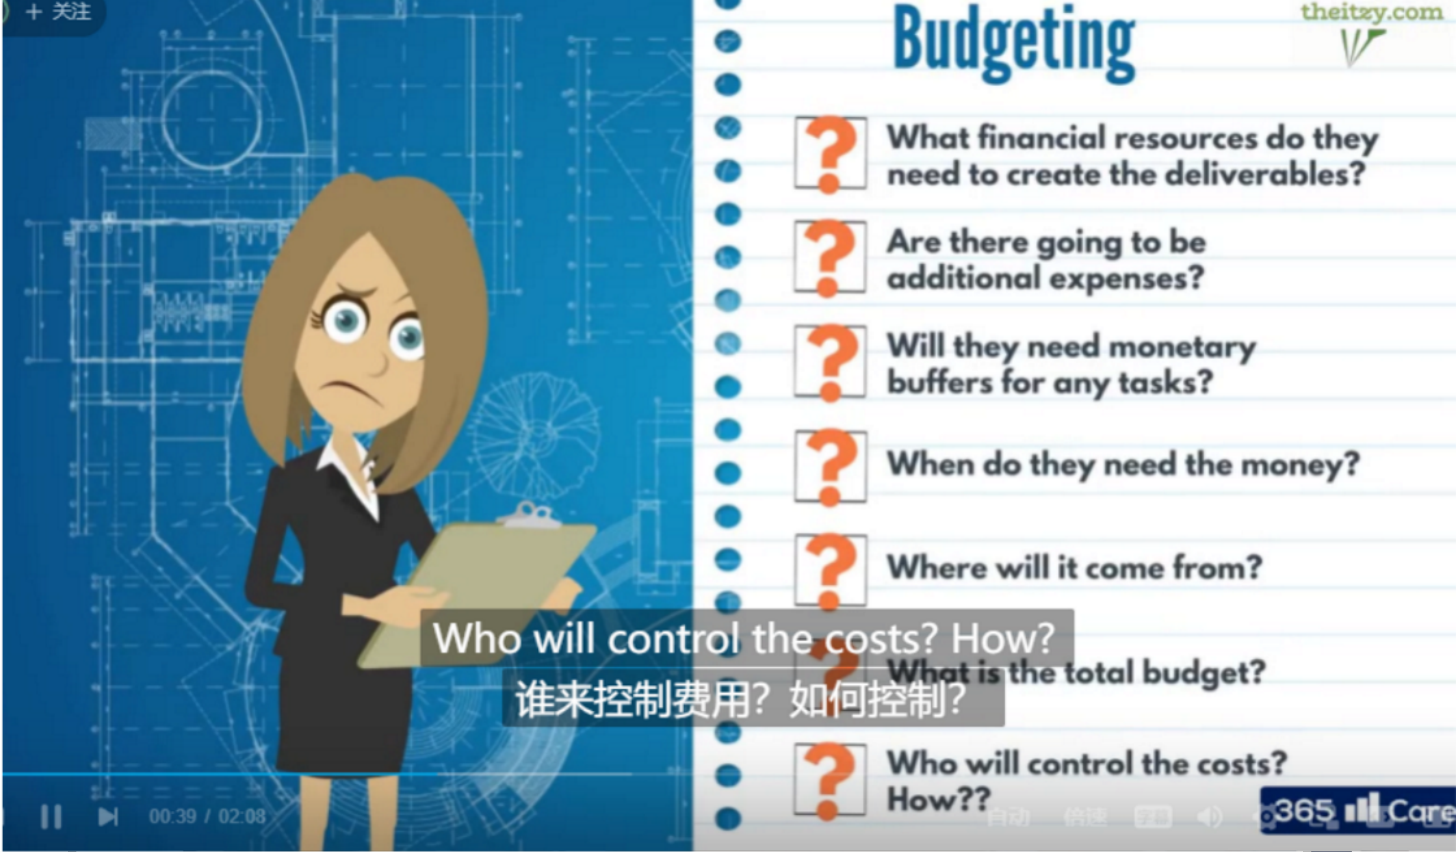 + 关注
Budgeting
theitzy.com
What financial resources do they
need to create the deliverables?
Are there going to be
additional expenses?
Will they need monetary
buffers for any tasks?
When do they need the money?
Where will it come from?
What is the total budget?
Who will control the costs?
How??
Who will control the costs? How?
谁来控制费用？如何控制？
00:39 / 02:08
自动
倍速
字幕
365 Care